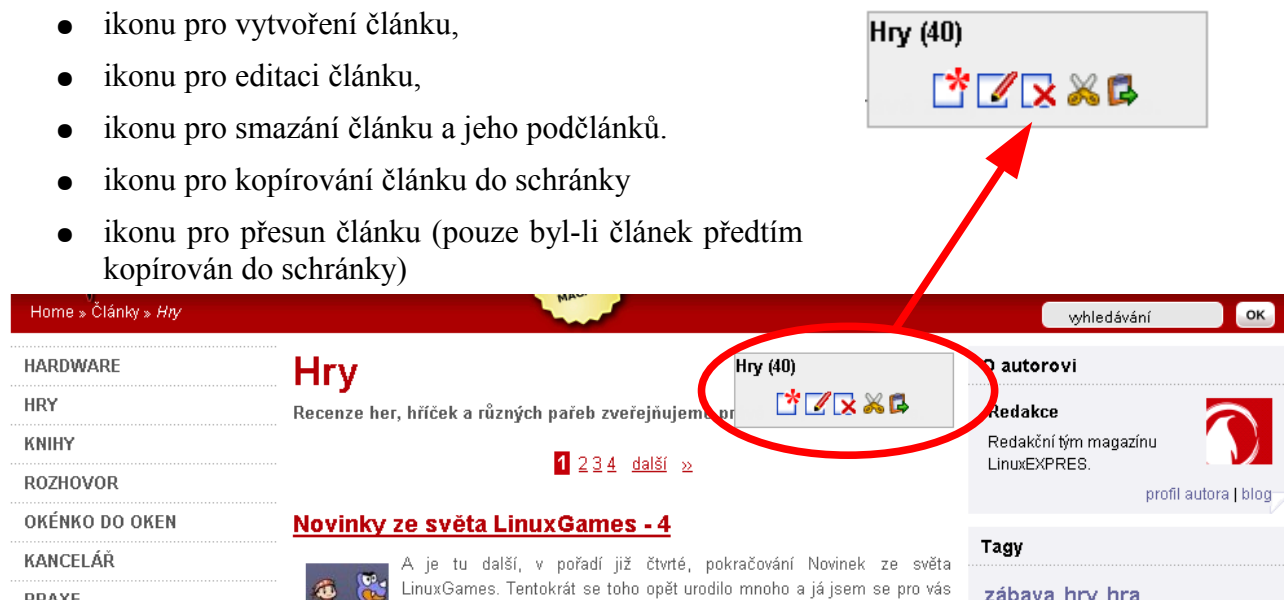 ● ikonu pro vytvoření článku,
● ikonu pro editaci článku,
● ikonu pro smazání článku a jeho podčlánků.
● ikonu pro kopírování článku do schránky
● ikonu pro přesun článku (pouze byl-li článek předtím
kopírován do schránky)
Hry (40)
Home » Články » Hry
vyhledávání
OK
HARDWARE
HRY
KNIHY
ROZHOVOR
OKÉNKO DO OKEN
KANCELÁŘ
PRAXE
Hry
Recenze her, hříček a různých pařeb zveřejňujeme
Hry (40)
1 2 3 4 další »
Novinky ze světa LinuxGames - 4
A je tu další, v pořadí již čtvrté, pokračování Novinek ze světa
LinuxGames. Tentokrát se toho opět urodilo mnoho a já jsem se pro vás
O autorovi
Redakce
Redakční tým magazínu
LinuxEXPRES.
profil autora | blog
Tagy
zábava hry hra